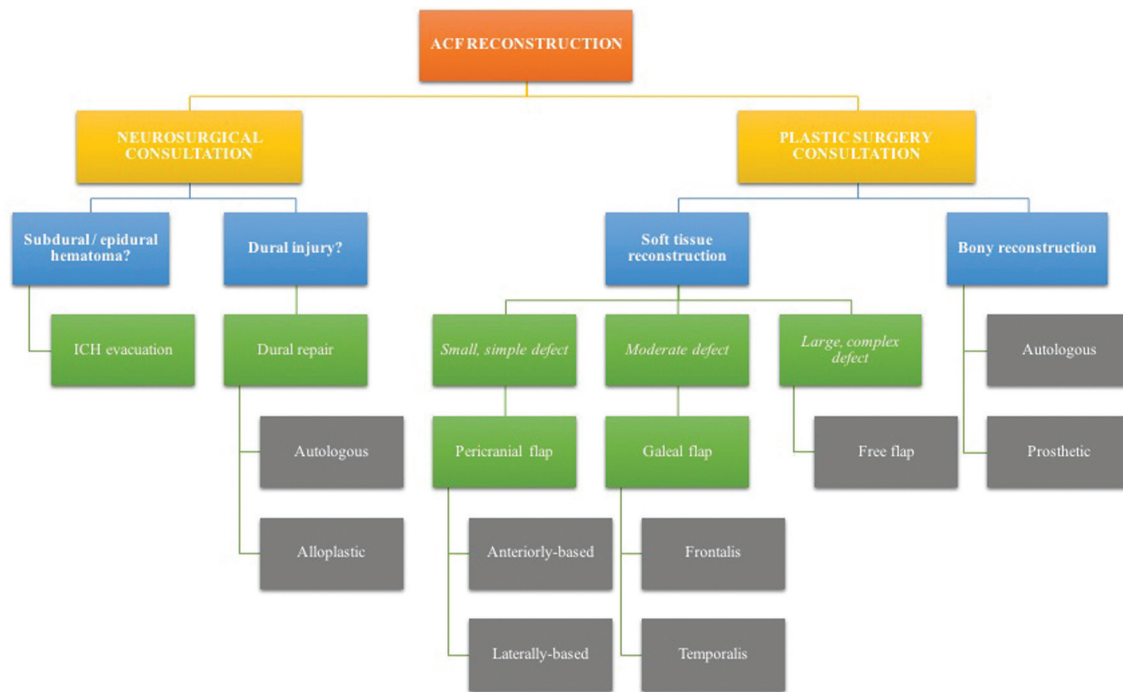 ACF RECONSTRUCTION
NEUROSURGICAL
CONSULTATION
PLASTIC SURGERY
CONSULTATION
Subdural / epidural
hematoma?
Dural injury?
Soft tissue
reconstruction
Bony reconstruction
ICH evacuation
Dural repair
Small, simple defect
Moderate defect
Large, complex
defect
Autologous
Autologous
Pericranial flap
Galeal flap
Free flap
Prosthetic
Alloplastic
Anteriorly-based
Frontalis
Laterally-based
Temporalis